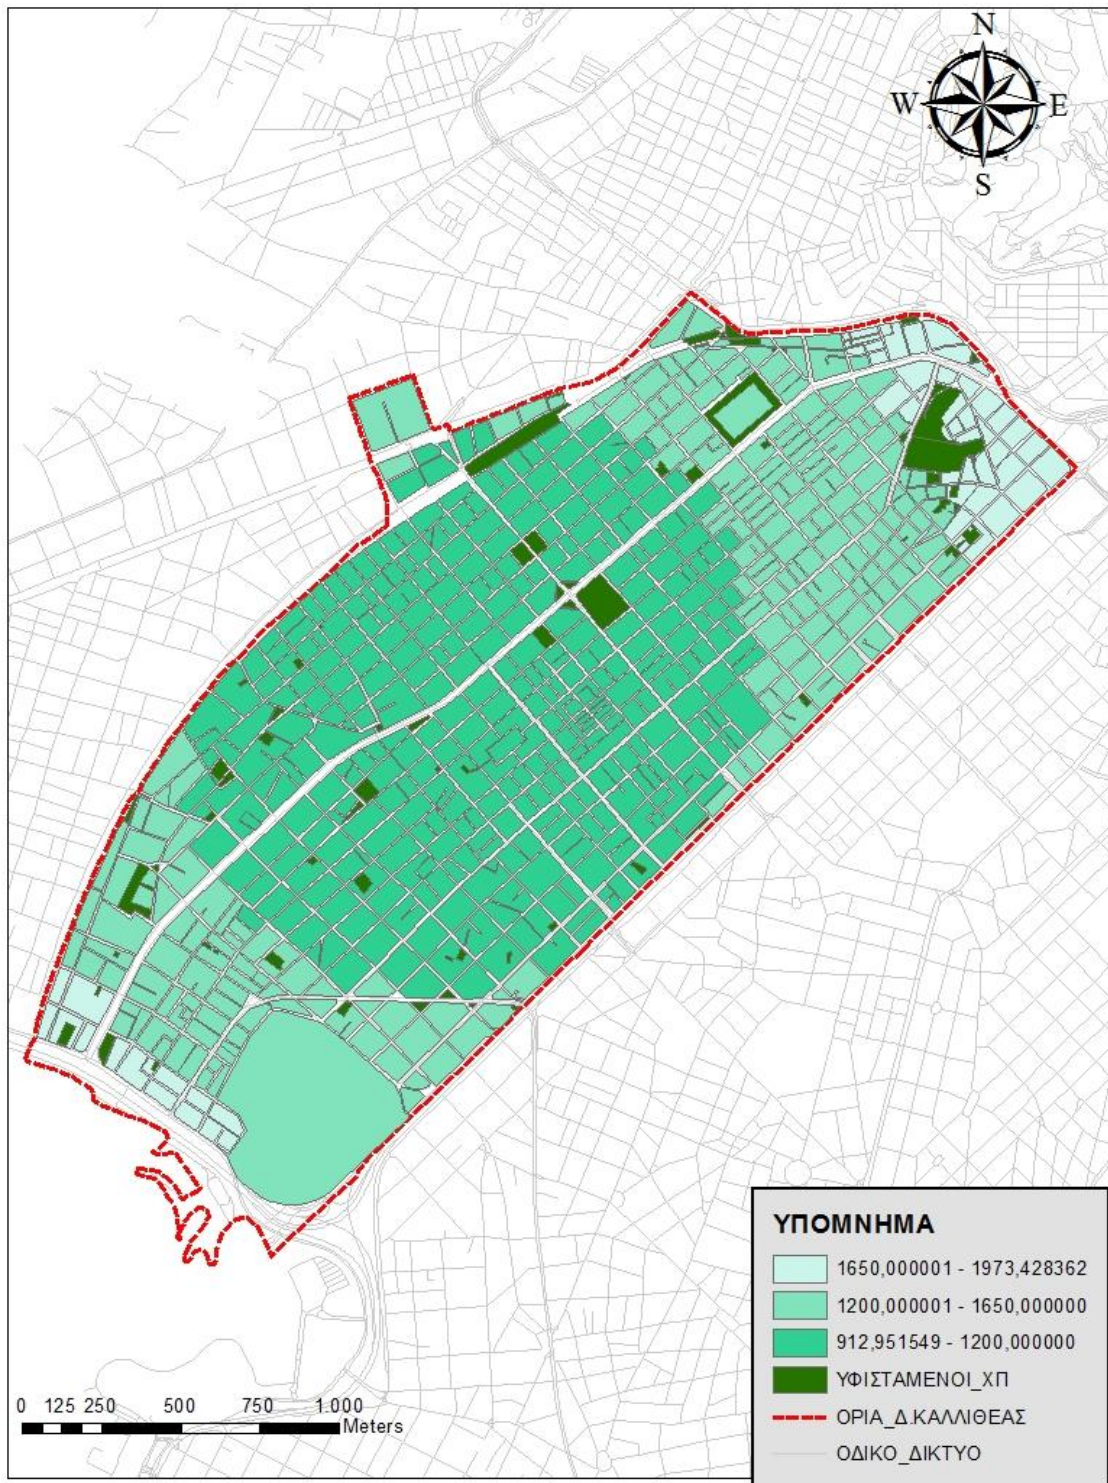 N
W E
S
ΥΠΟΜΝΗΜΑ
1650,000001 - 1973,428362
1200,000001 - 1650,000000
912,951549 - 1200,000000
ΥΦΙΣΤΑΜΕΝΟΙ_ΧΠ
ΟΡΙΑ_Δ.ΚΑΛΛΙΘΕΑΣ
ΟΔΙΚΟ_ΔΙΚΤΥΟ
0 125 250 500 750 1.000
Meters